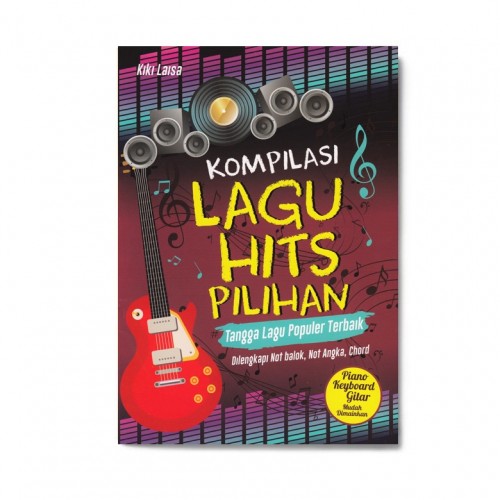 Kiki Laisa
KOMPILASI
LAGU
HITS
PILIHAN
Tangga Lagu Populer Terbaik
Dilengkapi Not balok, Not Angka, Chord
Piano
Keyboard
Gitar
Mudah
Dimainkan